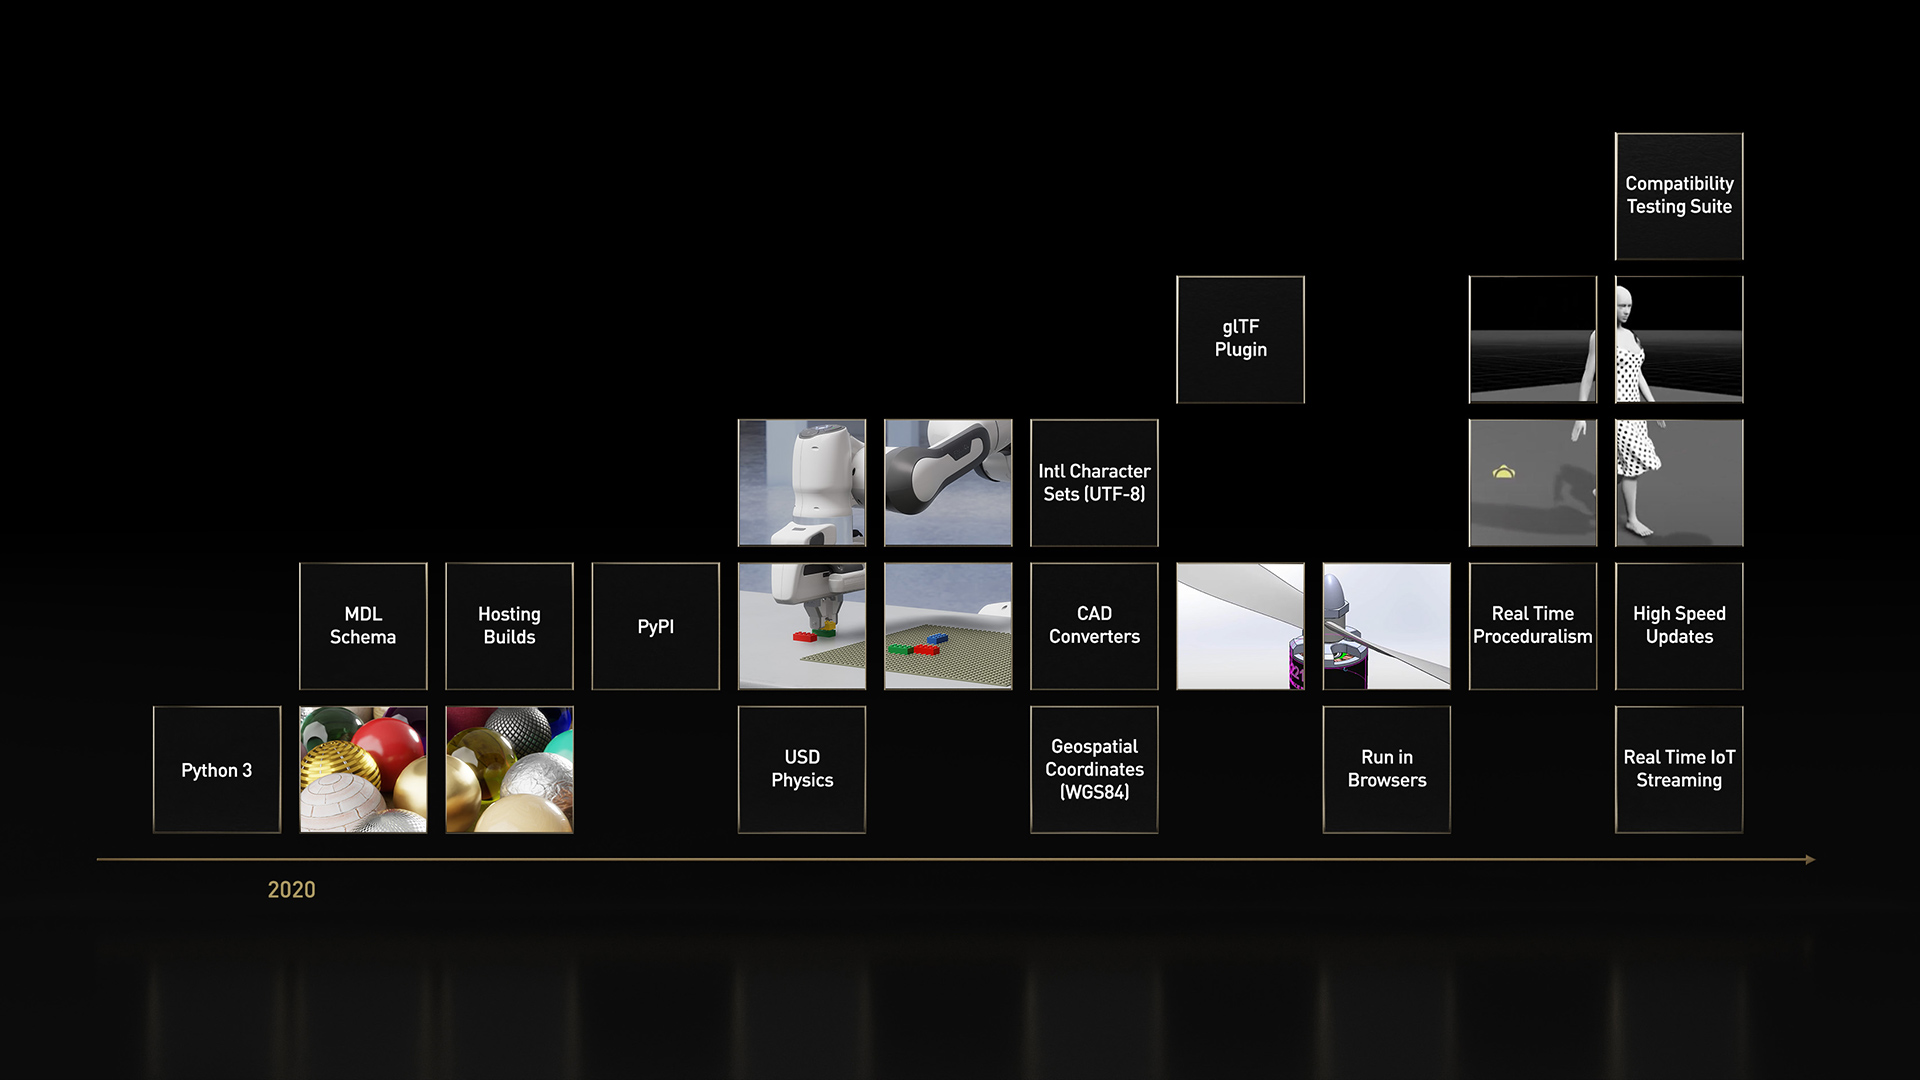 Compatibility
Testing Suite
glTF
Plugin
Intl Character
Sets (UTF-8)
MDL
Schema
Hosting
Builds
PyPI
CAD
Converters
Real Time
Proceduralism
High Speed
Updates
Python 3
USD
Physics
Geospatial
Coordinates
(WGS84)
Run in
Browsers
Real Time IoT
Streaming
2020